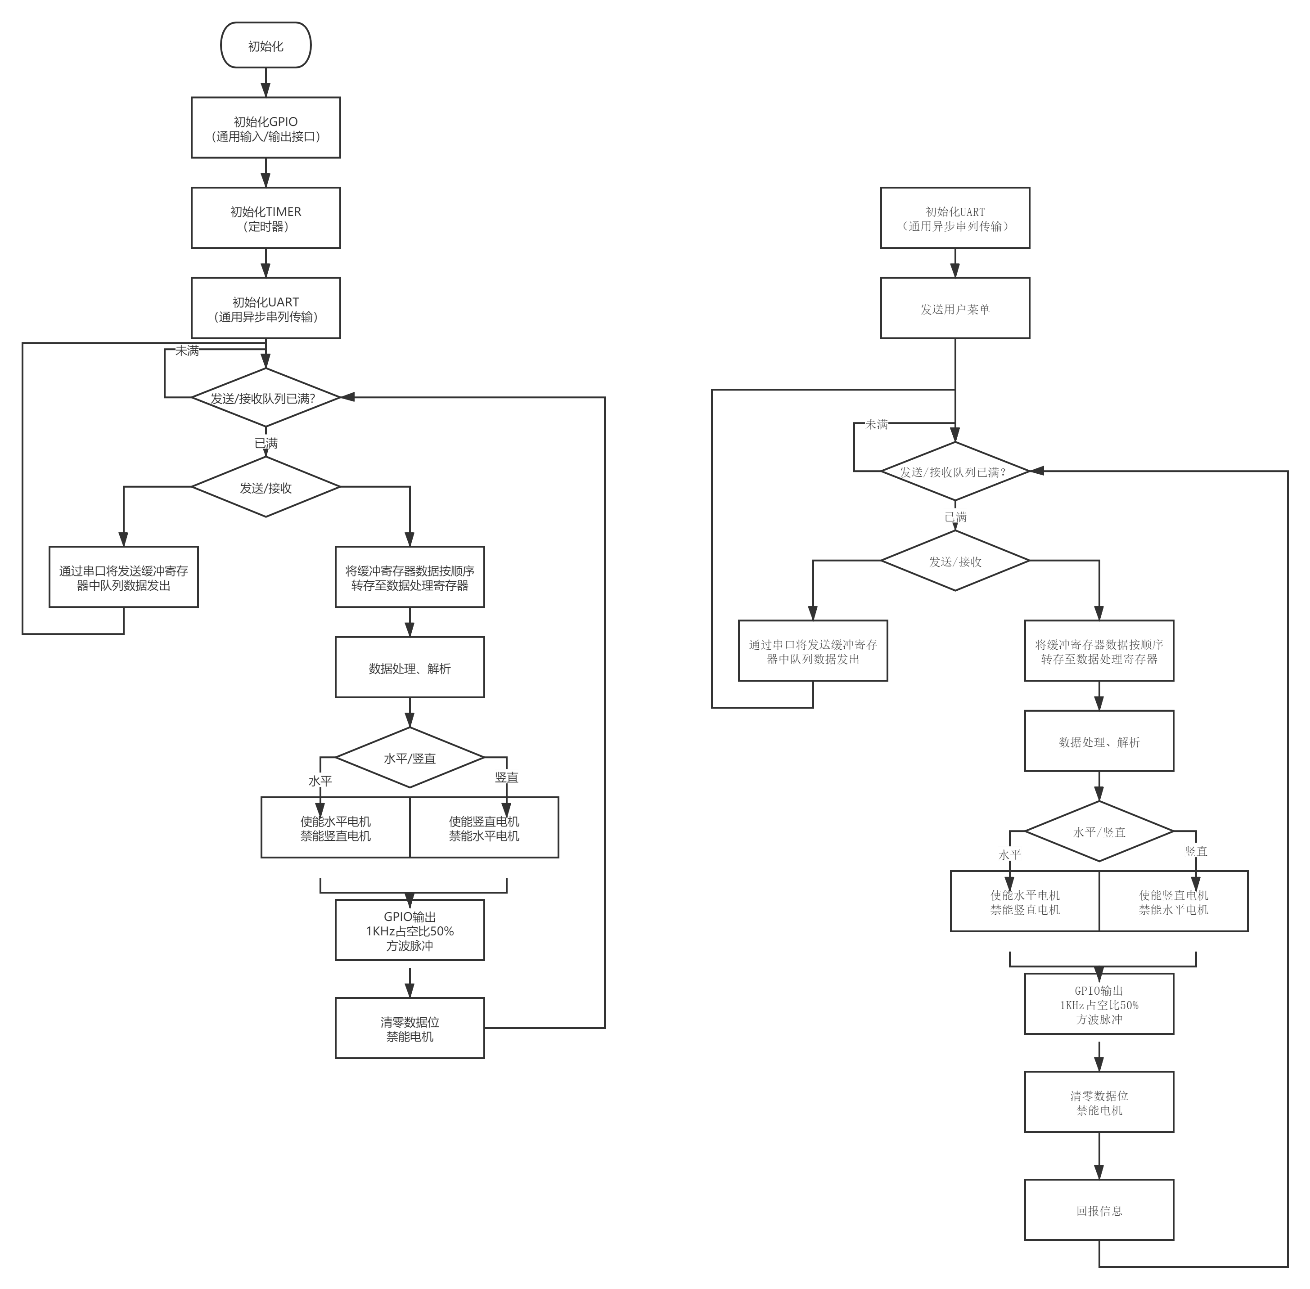 初始化
初始化GPIO
（通用输入/输出接口）
初始化TIMER
（定时器）
初始化UART
（通用异步串列传输）
未满
发送/接收队列已满?
已满
发送/接收
通过串口将发送缓冲寄存
器中队列数据发出
将缓冲寄存器数据按顺序
转存至数据处理寄存器
数据处理、解析
水平/竖直
水平
竖直
使能水平电机
禁能竖直电机
使能竖直电机
禁能水平电机
GPIO输出
1KHz占空比50%
方波脉冲
清零数据位
禁能电机
初始化UART
（通用异步串列传输）
发送用户菜单
未满
发送/接收队列已满?
已满
发送/接收
通过串口将发送缓冲寄存
器中队列数据发出
将缓冲寄存器数据按顺序
转存至数据处理寄存器
数据处理、解析
水平/竖直
水平
竖直
使能水平电机
禁能竖直电机
使能竖直电机
禁能水平电机
GPIO输出
1KHz占空比50%
方波脉冲
清零数据位
禁能电机
回报信息